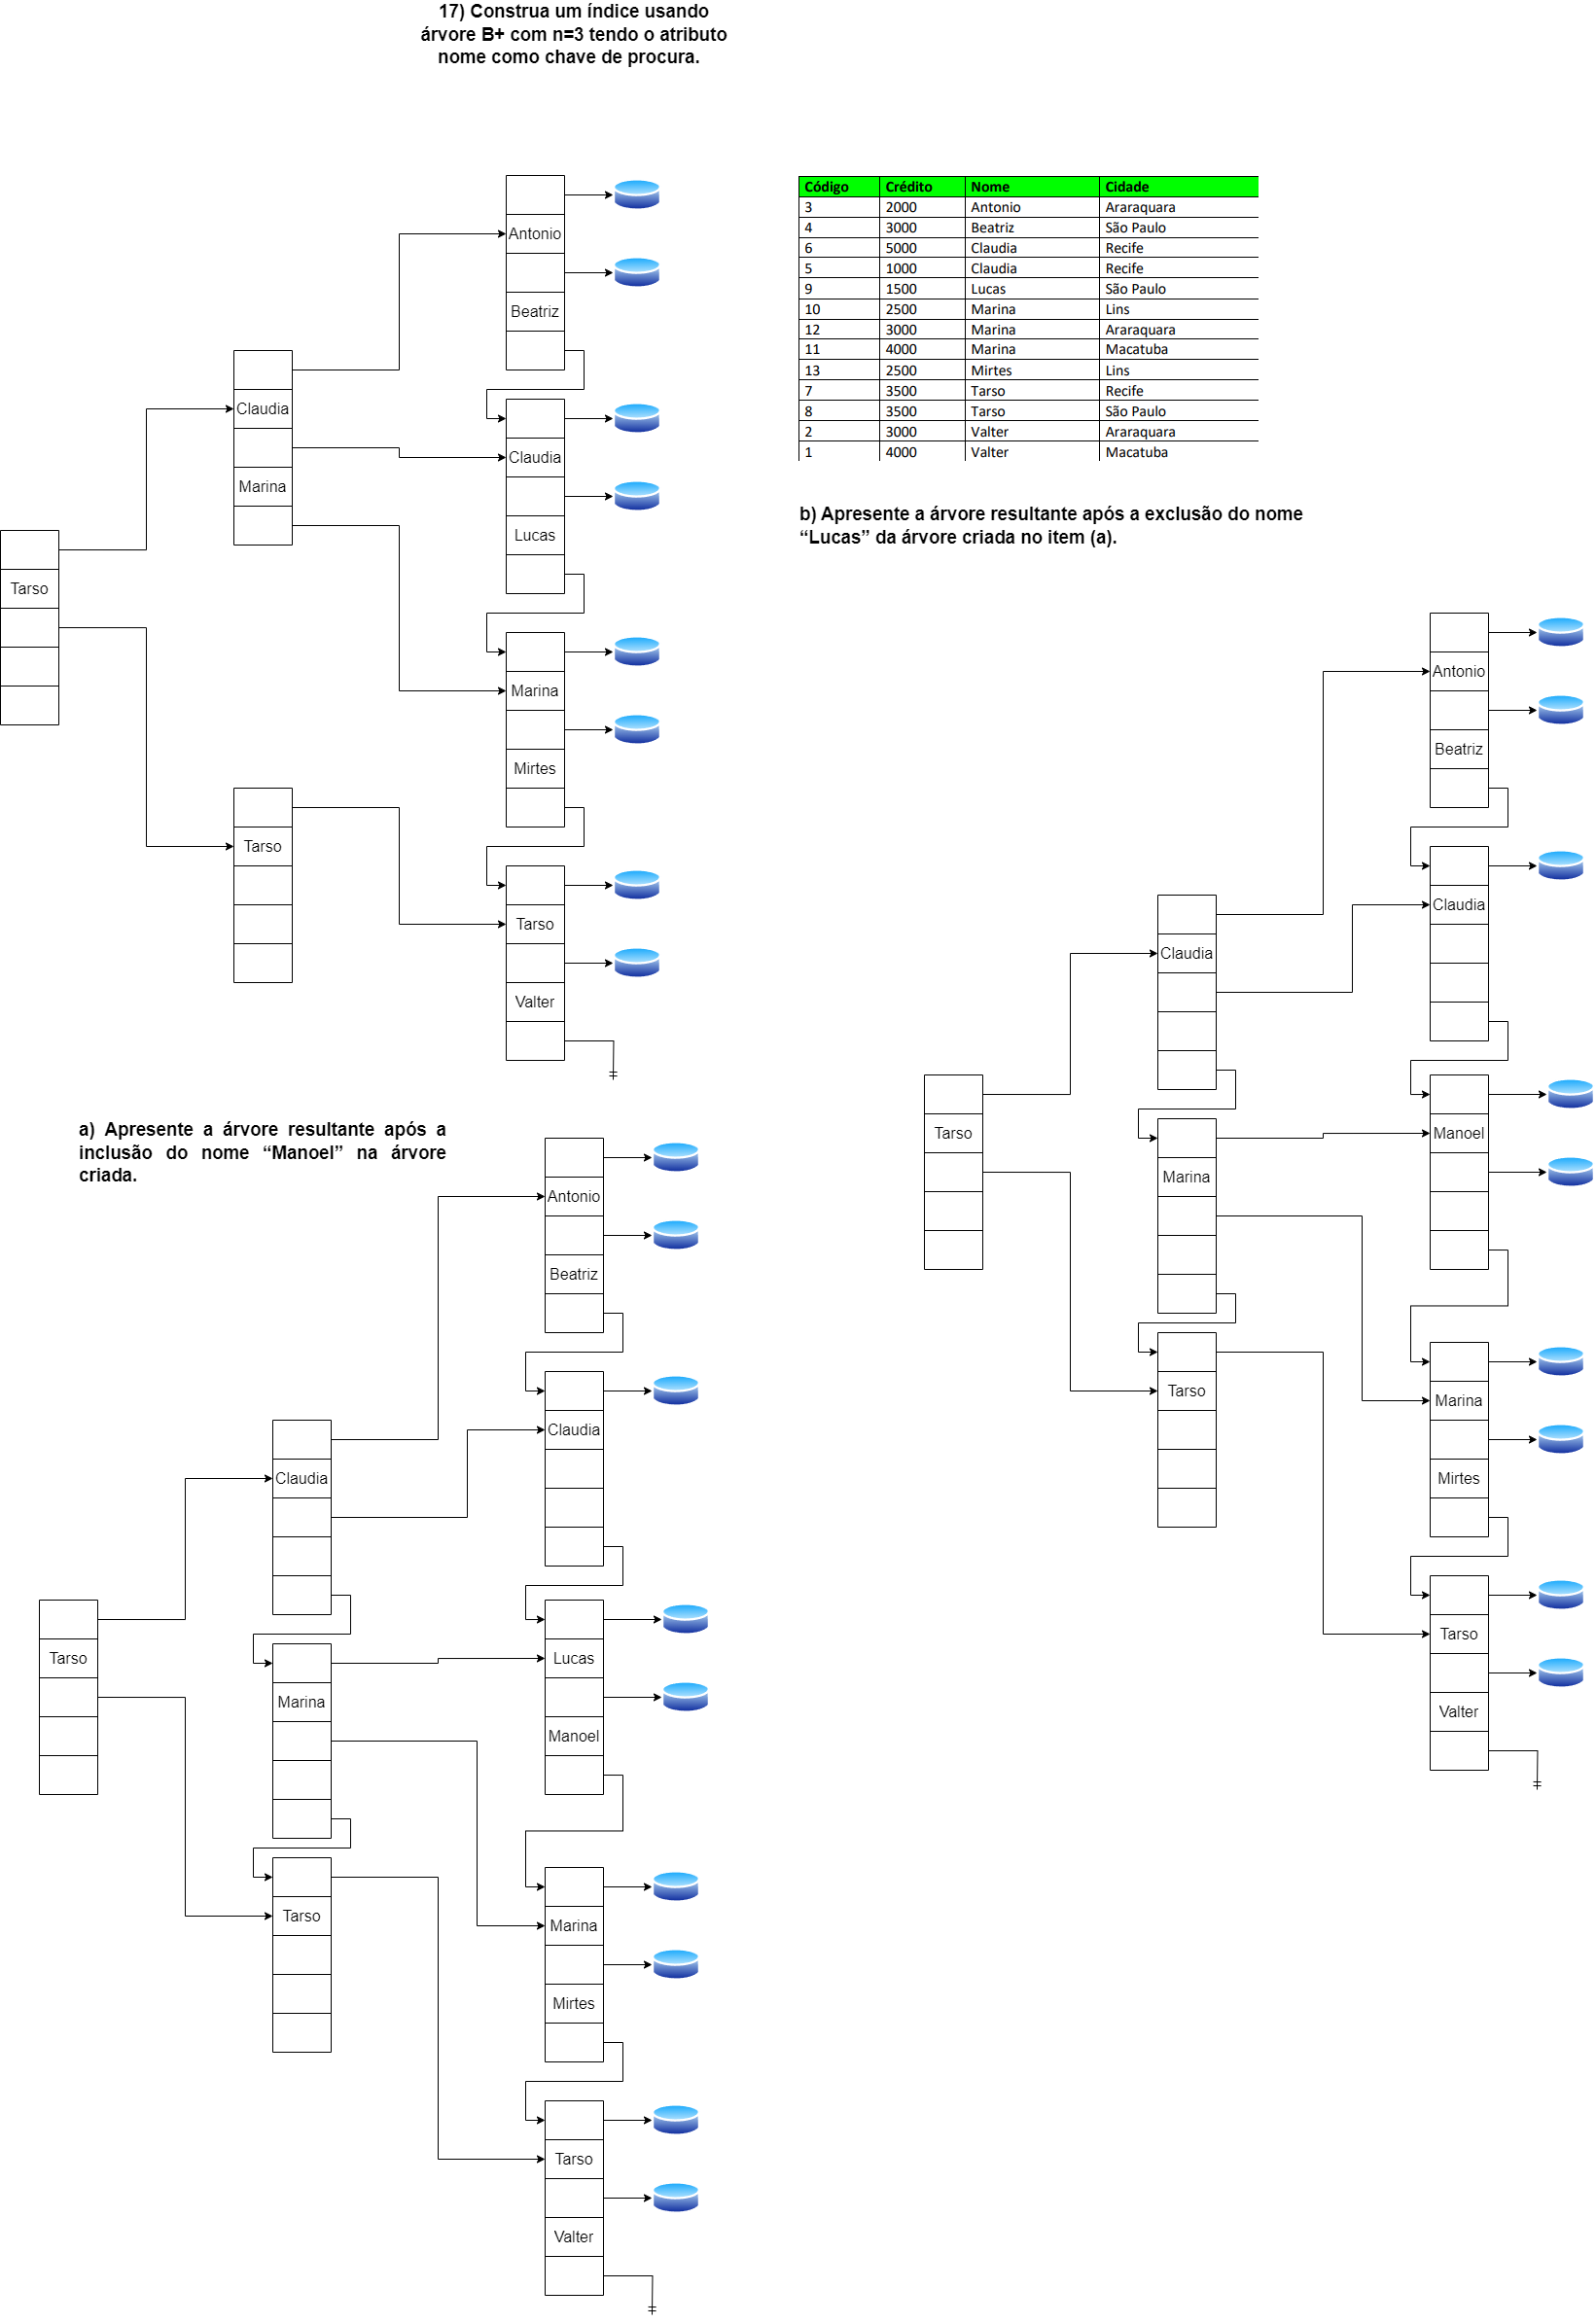 17) Construa um índice usando
árvore B+ com n=3 tendo o atributo
nome como chave de procura.
Antonio
Beatriz
Claudia
Marina
Claudia
Lucas
Tarso
Marina
Mirtes
Tarso
Tarso
Valter
Código Crédito Nome Cidade
3 2000 Antonio Araraquara
4 3000 Beatriz São Paulo
6 5000 Claudia Recife
5 1000 Claudia Recife
9 1500 Lucas São Paulo
10 2500 Marina Lins
12 3000 Marina Araraquara
11 4000 Marina Macatuba
13 2500 Mirtes Lins
7 3500 Tarso Recife
8 3500 Tarso São Paulo
2 3000 Valter Araraquara
1 4000 Valter Macatuba
a) Apresente a árvore resultante após a
inclusão do nome “Manoel” na árvore
criada.
Antonio
Beatriz
Claudia
Claudia
Tarso
Lucas
Marina
Manoel
Tarso
Marina
Mirtes
Tarso
Valter
b) Apresente a árvore resultante após a exclusão do nome
“Lucas” da árvore criada no item (a).
Antonio
Beatriz
Claudia
Claudia
Tarso
Manoel
Marina
Tarso
Marina
Mirtes
Tarso
Valter